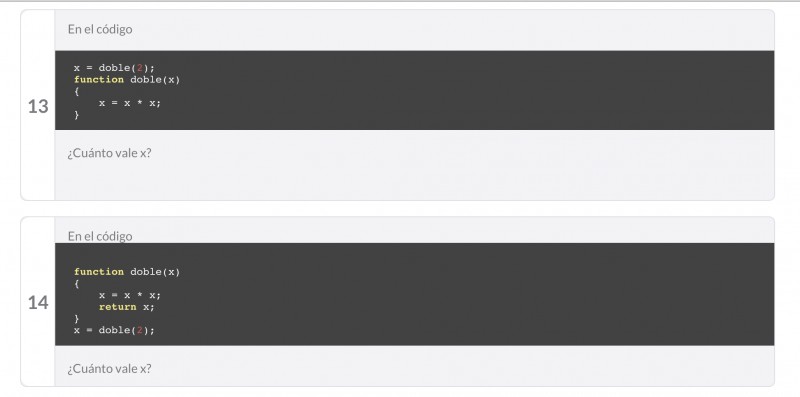 En el código
x = doble(2);
function doble(x)
{
    x = x * x;
}
13
¿Cuánto vale x?
En el código
function doble(x)
{
    x = x * x;
    return x;
}
x = doble(2);
14
¿Cuánto vale x?